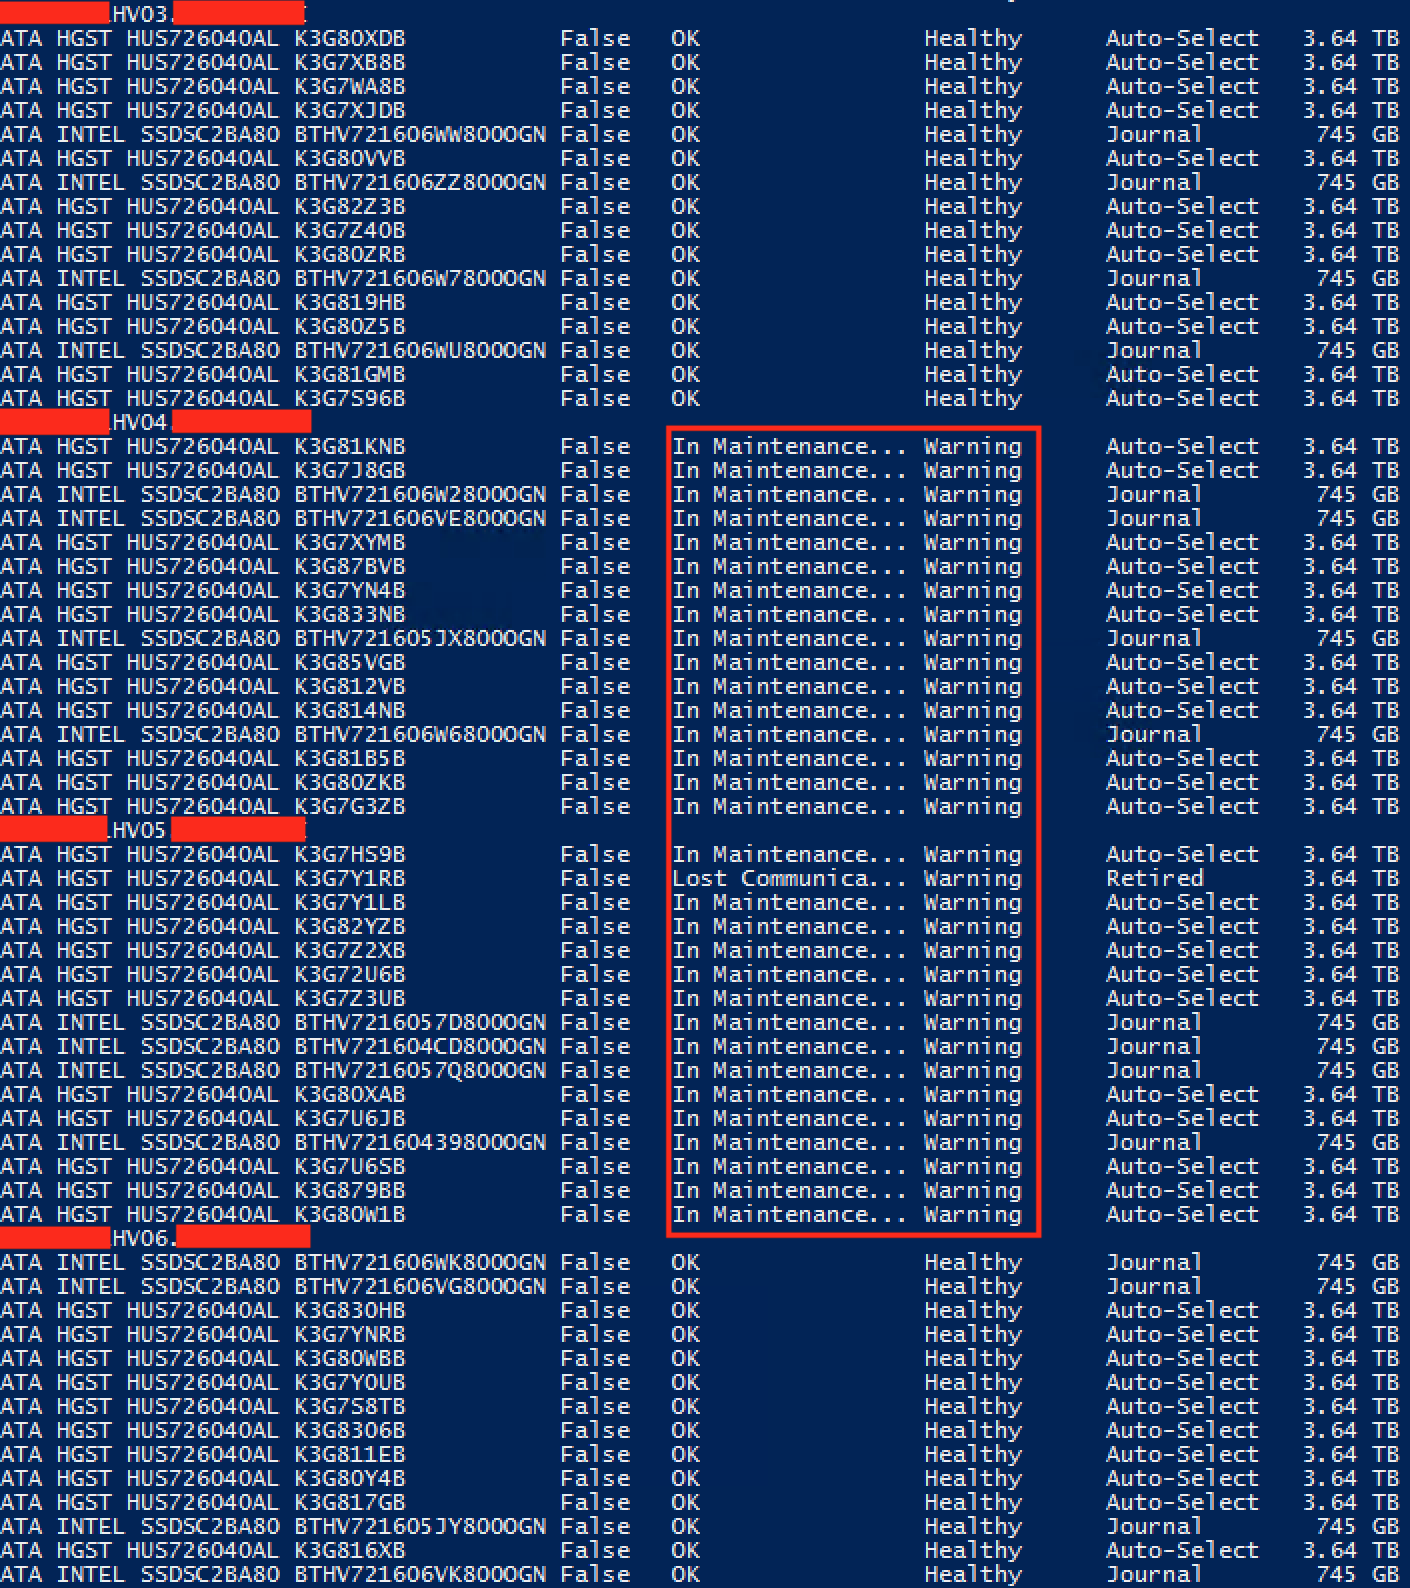 HV03.
ATA HGST HUS726040AL K3G80XDB False OK Healthy Auto-Select 3.64 TB
ATA HGST HUS726040AL K3G7XB8B False OK Healthy Auto-Select 3.64 TB
ATA HGST HUS726040AL K3G7WA8B False OK Healthy Auto-Select 3.64 TB
ATA HGST HUS726040AL K3G7XJDB False OK Healthy Auto-Select 3.64 TB
ATA INTEL SSDSC2BA80 BTHV721606WW800OGN False OK Healthy Journal 745 GB
ATA HGST HUS726040AL K3G80VVB False OK Healthy Auto-Select 3.64 TB
ATA INTEL SSDSC2BA80 BTHV721606ZZ800OGN False OK Healthy Journal 745 GB
ATA HGST HUS726040AL K3G82Z3B False OK Healthy Auto-Select 3.64 TB
ATA HGST HUS726040AL K3G7Z40B False OK Healthy Auto-Select 3.64 TB
ATA HGST HUS726040AL K3G80ZRB False OK Healthy Auto-Select 3.64 TB
ATA INTEL SSDSC2BA80 BTHV721606W7800OGN False OK Healthy Journal 745 GB
ATA HGST HUS726040AL K3G819HB False OK Healthy Auto-Select 3.64 TB
ATA HGST HUS726040AL K3G80Z5B False OK Healthy Auto-Select 3.64 TB
ATA INTEL SSDSC2BA80 BTHV721606WU800OGN False OK Healthy Journal 745 GB
ATA HGST HUS726040AL K3G81GMB False OK Healthy Auto-Select 3.64 TB
ATA HGST HUS726040AL K3G7S96B False OK Healthy Auto-Select 3.64 TB
HV04.
ATA HGST HUS726040AL K3G81KNB False In Maintenance... Warning Auto-Select 3.64 TB
ATA HGST HUS726040AL K3G7J8GB False In Maintenance... Warning Auto-Select 3.64 TB
ATA INTEL SSDSC2BA80 BTHV721606W2800OGN False In Maintenance... Warning Journal 745 GB
ATA INTEL SSDSC2BA80 BTHV721606VE800OGN False In Maintenance... Warning Journal 745 GB
ATA HGST HUS726040AL K3G7XYMB False In Maintenance... Warning Auto-Select 3.64 TB
ATA HGST HUS726040AL K3G87BVB False In Maintenance... Warning Auto-Select 3.64 TB
ATA HGST HUS726040AL K3G7YN4B False In Maintenance... Warning Auto-Select 3.64 TB
ATA HGST HUS726040AL K3G833NB False In Maintenance... Warning Auto-Select 3.64 TB
ATA INTEL SSDSC2BA80 BTHV721605JX800OGN False In Maintenance... Warning Journal 745 GB
ATA HGST HUS726040AL K3G85VGB False In Maintenance... Warning Auto-Select 3.64 TB
ATA HGST HUS726040AL K3G812VB False In Maintenance... Warning Auto-Select 3.64 TB
ATA HGST HUS726040AL K3G814NB False In Maintenance... Warning Auto-Select 3.64 TB
ATA INTEL SSDSC2BA80 BTHV721606W6800OGN False In Maintenance... Warning Journal 745 GB
ATA HGST HUS726040AL K3G81B5B False In Maintenance... Warning Auto-Select 3.64 TB
ATA HGST HUS726040AL K3G80ZKB False In Maintenance... Warning Auto-Select 3.64 TB
ATA HGST HUS726040AL K3G7G3ZB False In Maintenance... Warning Auto-Select 3.64 TB
HV05
ATA HGST HUS726040AL K3G7HS9B False In Maintenance... Warning Auto-Select 3.64 TB
ATA HGST HUS726040AL K3G7Y1RB False Lost Communica... Warning Retired 3.64 TB
ATA HGST HUS726040AL K3G7Y1LB False In Maintenance... Warning Auto-Select 3.64 TB
ATA HGST HUS726040AL K3G82YZB False In Maintenance... Warning Auto-Select 3.64 TB
ATA HGST HUS726040AL K3G7Z2XB False In Maintenance... Warning Auto-Select 3.64 TB
ATA HGST HUS726040AL K3G72U6B False In Maintenance... Warning Auto-Select 3.64 TB
ATA HGST HUS726040AL K3G7Z3UB False In Maintenance... Warning Auto-Select 3.64 TB
ATA INTEL SSDSC2BA80 BTHV7216057D800OGN False In Maintenance... Warning Journal 745 GB
ATA INTEL SSDSC2BA80 BTHV721604CD800OGN False In Maintenance... Warning Journal 745 GB
ATA INTEL SSDSC2BA80 BTHV7216057Q800OGN False In Maintenance... Warning Journal 745 GB
ATA HGST HUS726040AL K3G80XAB False In Maintenance... Warning Auto-Select 3.64 TB
ATA HGST HUS726040AL K3G7U6JB False In Maintenance... Warning Auto-Select 3.64 TB
ATA INTEL SSDSC2BA80 BTHV72160439800OGN False In Maintenance... Warning Journal 745 GB
ATA HGST HUS726040AL K3G7U6SB False In Maintenance... Warning Auto-Select 3.64 TB
ATA HGST HUS726040AL K3G879BB False In Maintenance... Warning Auto-Select 3.64 TB
ATA HGST HUS726040AL K3G80W1B False In Maintenance... Warning Auto-Select 3.64 TB
HV06.
ATA INTEL SSDSC2BA80 BTHV721606WK800OGN False OK Healthy Journal 745 GB
ATA INTEL SSDSC2BA80 BTHV721606VG800OGN False OK Healthy Journal 745 GB
ATA HGST HUS726040AL K3G830HB False OK Healthy Auto-Select 3.64 TB
ATA HGST HUS726040AL K3G7YNRB False OK Healthy Auto-Select 3.64 TB
ATA HGST HUS726040AL K3G80WBB False OK Healthy Auto-Select 3.64 TB
ATA HGST HUS726040AL K3G7Y0UB False OK Healthy Auto-Select 3.64 TB
ATA HGST HUS726040AL K3G7S8TB False OK Healthy Auto-Select 3.64 TB
ATA HGST HUS726040AL K3G8306B False OK Healthy Auto-Select 3.64 TB
ATA HGST HUS726040AL K3G811EB False OK Healthy Auto-Select 3.64 TB
ATA HGST HUS726040AL K3G80Y4B False OK Healthy Auto-Select 3.64 TB
ATA HGST HUS726040AL K3G817GB False OK Healthy Auto-Select 3.64 TB
ATA INTEL SSDSC2BA80 BTHV721605JY800OGN False OK Healthy Journal 745 GB
ATA HGST HUS726040AL K3G816XB False OK Healthy Auto-Select 3.64 TB
ATA INTEL SSDSC2BA80 BTHV721606VK800OGN False OK Healthy Journal 745 GB